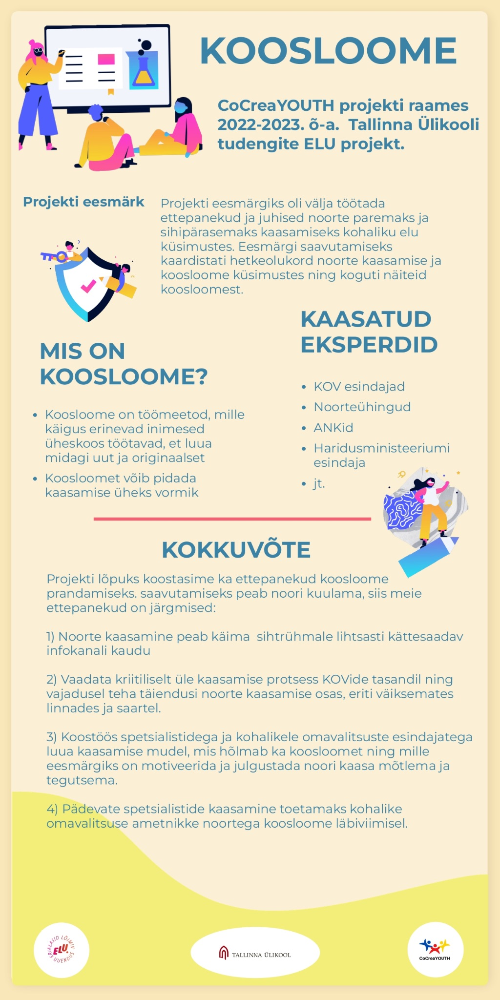 KOOSLOOME
CoCreaYOUTH projekti raames
2022-2023. õ-a.  Tallinna Ülikooli
tudengite ELU projekt.
Projekti eesmärk
Projekti eesmärgiks oli välja töötada
ettepanekud ja juhised noorte paremaks ja
sihipärasemaks kaasamiseks kohaliku elu
küsimustes. Eesmärgi saavutamiseks
kaardistati hetkeolukord noorte kaasamise ja
koosloome küsimustes ning koguti näiteid
koosloomest.
MIS ON
KOOSLOOME?
• Koosloome on töömeetod, mille
käigus erinevad inimesed
üheskoos töötavad, et luua
midagi uut ja originaalset
• Koosloomet võib pidada
kaasamise üheks vormik
KAASATUD
EKSPERDID
• KOV esindajad
• Noorteühingud
• ANKid
• Haridusministeeriumi
esindaja
• jt.
KOKKUVÕTE
Projekti lõpuks koostasime ka ettepanekud koosloome
prandamiseks. saavutamiseks peab noori kuulama, siis meie
ettepanekud on järgmised:
1) Noorte kaasamine peab käima  sihtrühmale lihtsasti kättesaadav
infokanali kaudu
2) Vaadata kriitiliselt üle kaasamise protsess KOVide tasandil ning
vajadusel teha täiendusi noorte kaasamise osas, eriti väiksemates
linnades ja saartel.
3) Koostöös spetsialistidega ja kohalikele omavalitsuste esindajatega
luua kaasamise mudel, mis hõlmab ka koosloomet ning mille
eesmärgiks on motiveerida ja julgustada noori kaasa mõtlema ja
tegutsema.
4) Pädevate spetsialistide kaasamine toetamaks kohalike
omavalitsuse ametnikke noortega koosloome läbiviimisel.
ERIALASID LÕIMIV
ELU.
UUENDUS
TALLINNA ÜLIKOOL
CoCreaYOUTH